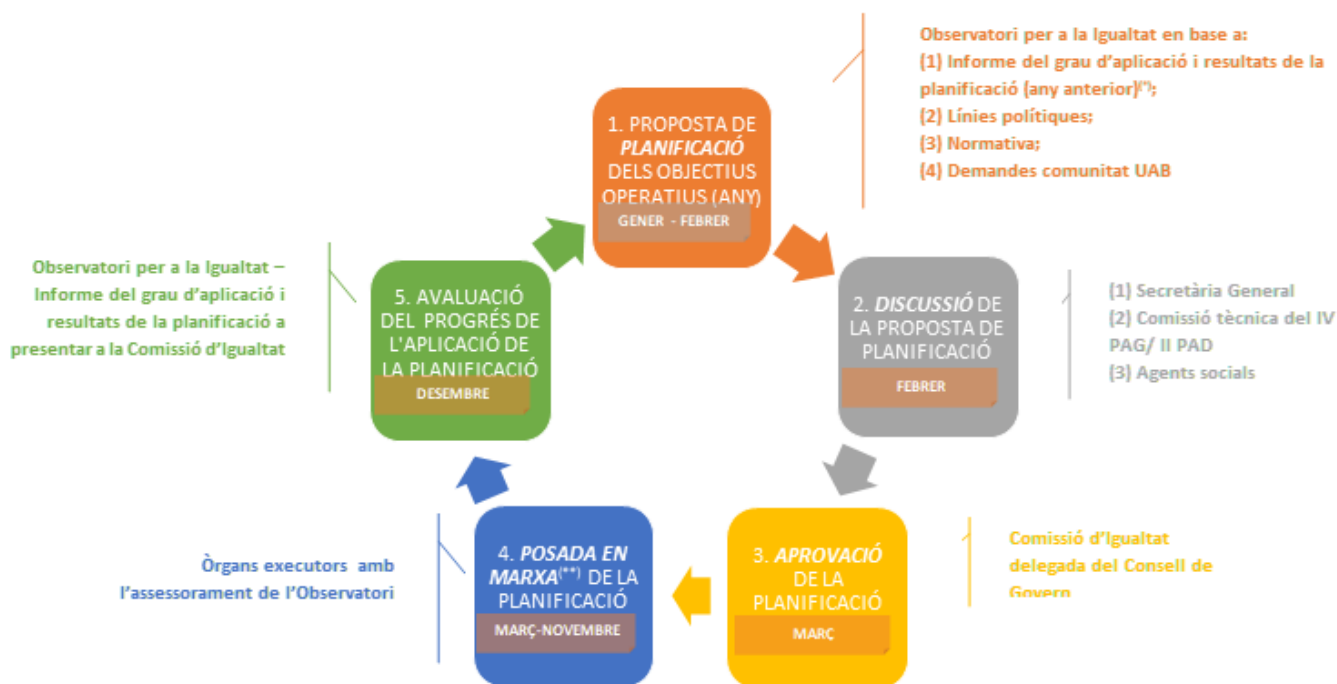 Observatori per a la Igualtat en base a:
(1) Informe del grau d'aplicació i resultats de la
planificació (any anterior)(*);
(2) Línies polítiques;
(3) Normativa;
(4) Demandes comunitat UAB
1. PROPOSTA DE
PLANIFICACIÓ
DELS OBJECTIUS
OPERATIUS (ANY)
GENER - FEBRER
2. DISCUSSIÓ DE
LA PROPOSTA DE
PLANIFICACIÓ
FEBRER
(1) Secretària General
(2) Comissió tècnica del IV
PAG/ II PAD
(3) Agents socials
3. APROVACIÓ
DE LA
PLANIFICACIÓ
MARÇ
Comissió d'Igualtat
delegada del Consell de
Govern
4. POSADA EN
MARXA(**) DE LA
PLANIFICACIÓ
MARÇ-NOVEMBRE
Òrgans executors amb
l'assessorament de l'Observatori
5. AVALUACIÓ
DEL PROGRÉS DE
L'APLICACIÓ DE
LA PLANIFICACIÓ
DESEMBRE
Observatori per a la Igualtat –
Informe del grau d'aplicació i
resultats de la planificació a
presentar a la Comissió d'Igualtat